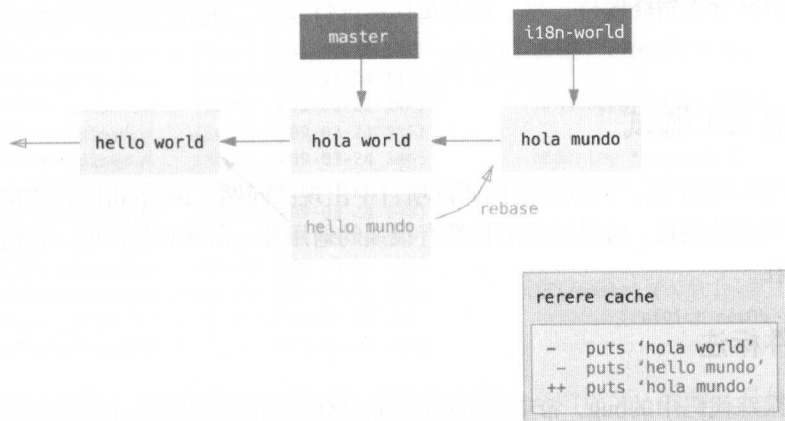 master
i18n-world
hello world
hola world
hola mundo
hello mundo
rebase
rerere cache
– puts ‘hola world’
– puts ‘hello mundo’
++ puts ‘hola mundo’